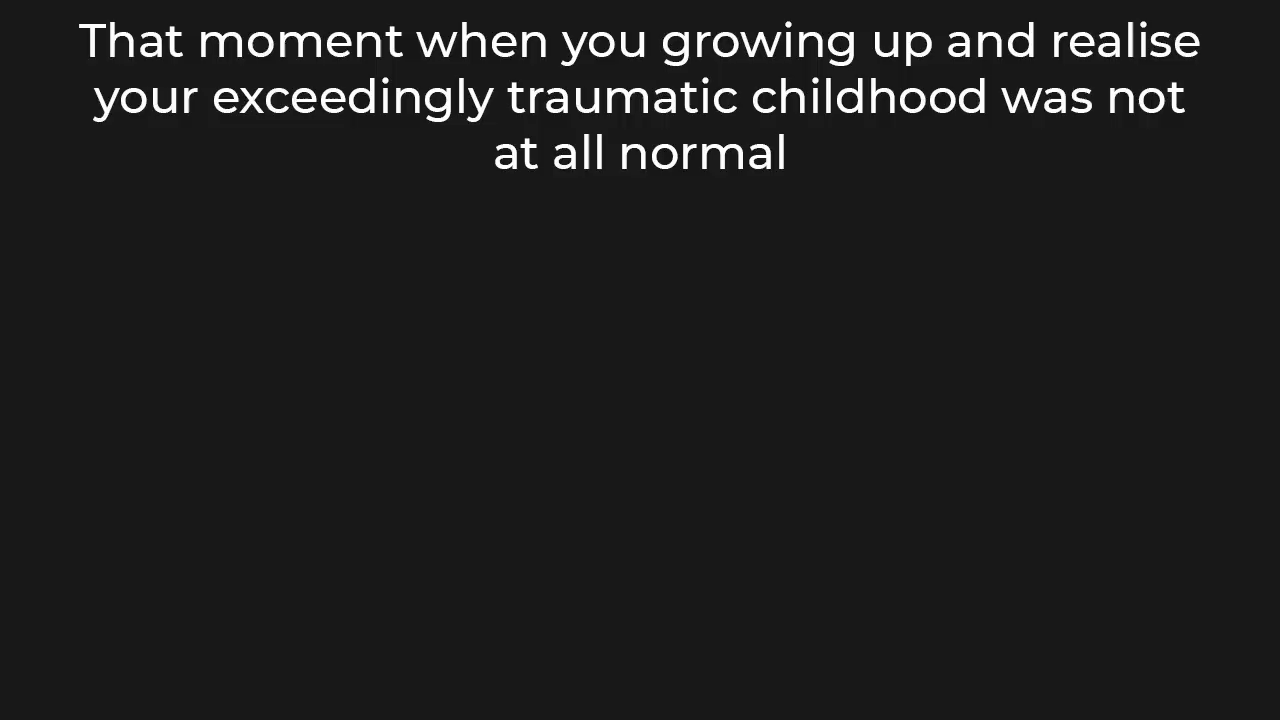 That moment when you growing up and realise
your exceedingly traumatic childhood was not
at all normal